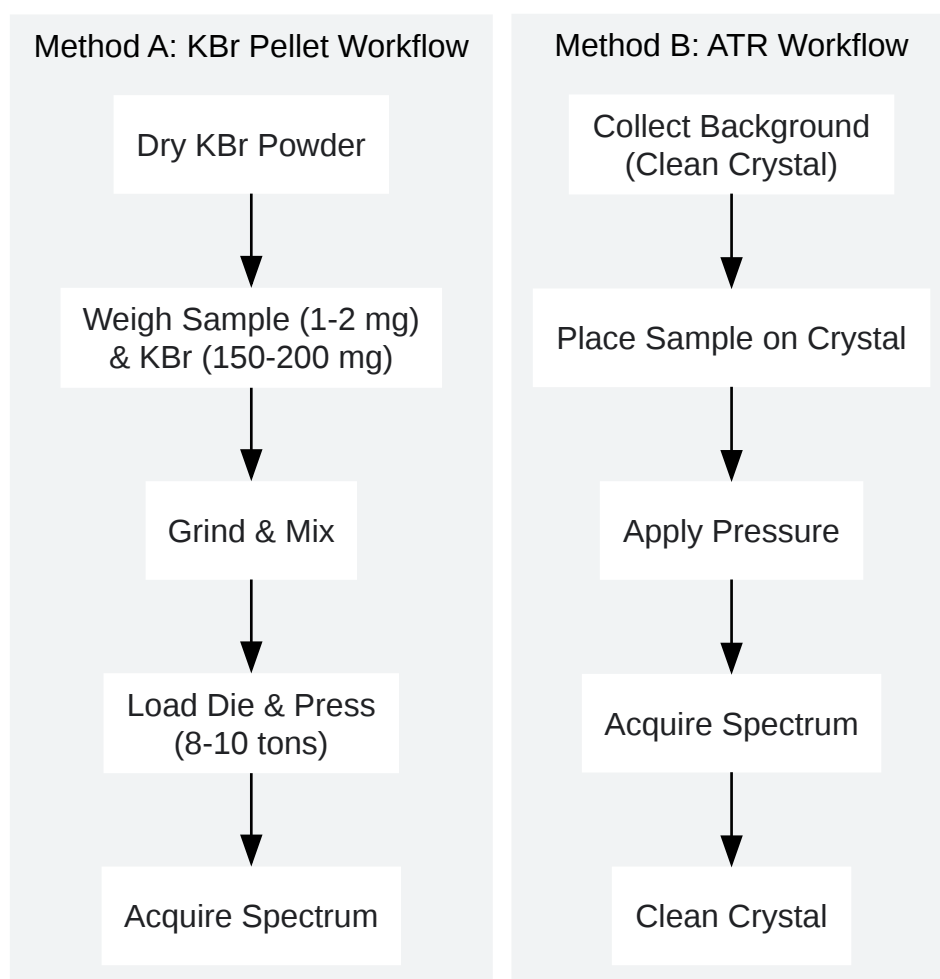 Method A: KBr Pellet Workflow
Dry KBr Powder
Weigh Sample (1-2 mg)
& KBr (150-200 mg)
Grind & Mix
Load Die & Press
(8-10 tons)
Acquire Spectrum
Method B: ATR Workflow
Collect Background
(Clean Crystal)
Place Sample on Crystal
Apply Pressure
Acquire Spectrum
Clean Crystal